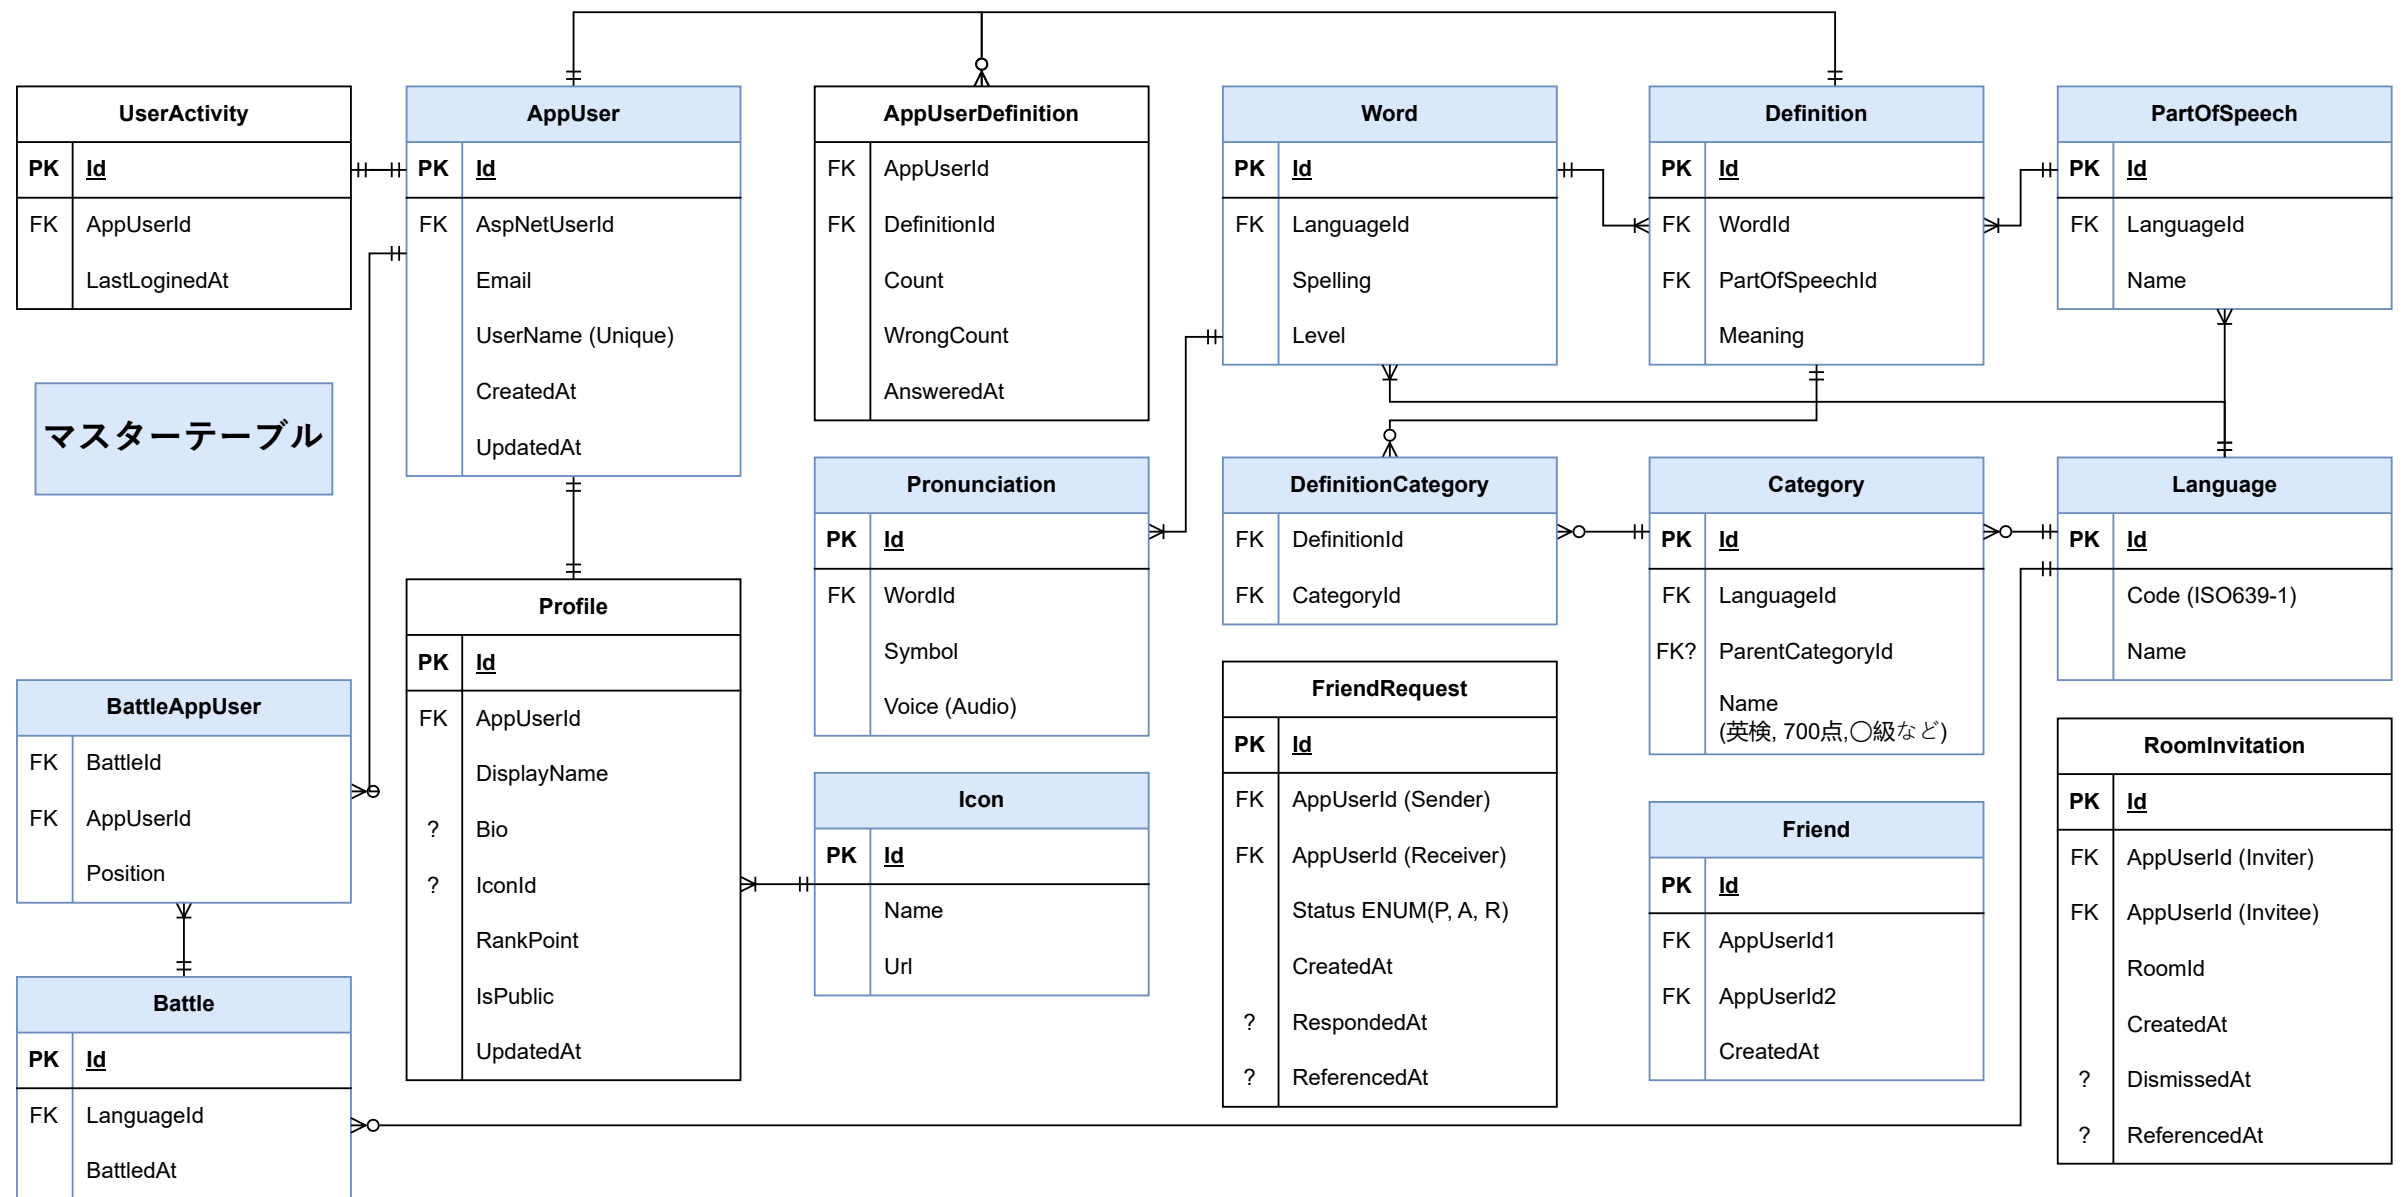 UserActivity
PK Id
FK AppUserId
LastLoginedAt
AppUser
PK Id
FK AspNetUserId
Email
UserName (Unique)
CreatedAt
UpdatedAt
AppUserDefinition
FK AppUserId
FK DefinitionId
Count
WrongCount
AnsweredAt
Word
PK Id
FK LanguageId
Spelling
Level
Definition
PK Id
FK WordId
FK PartOfSpeechId
Meaning
PartOfSpeech
PK Id
FK LanguageId
Name
マスターテーブル
Pronunciation
PK Id
FK WordId
Symbol
Voice (Audio)
DefinitionCategory
FK DefinitionId
FK CategoryId
Category
PK Id
FK LanguageId
FK? ParentCategoryId
Name
(英検, 700点,〇級など)
Language
PK Id
Code (ISO639-1)
Name
Profile
PK Id
FK AppUserId
DisplayName
? Bio
? IconId
RankPoint
IsPublic
UpdatedAt
BattleAppUser
FK BattleId
FK AppUserId
Position
Icon
PK Id
Name
Url
FriendRequest
PK Id
FK AppUserId (Sender)
FK AppUserId (Receiver)
Status ENUM(P, A, R)
CreatedAt
? RespondedAt
? ReferencedAt
Friend
PK Id
FK AppUserId1
FK AppUserId2
CreatedAt
RoomInvitation
PK Id
FK AppUserId (Inviter)
FK AppUserId (Invitee)
RoomId
CreatedAt
? DismissedAt
? ReferencedAt
Battle
PK Id
FK LanguageId
BattledAt